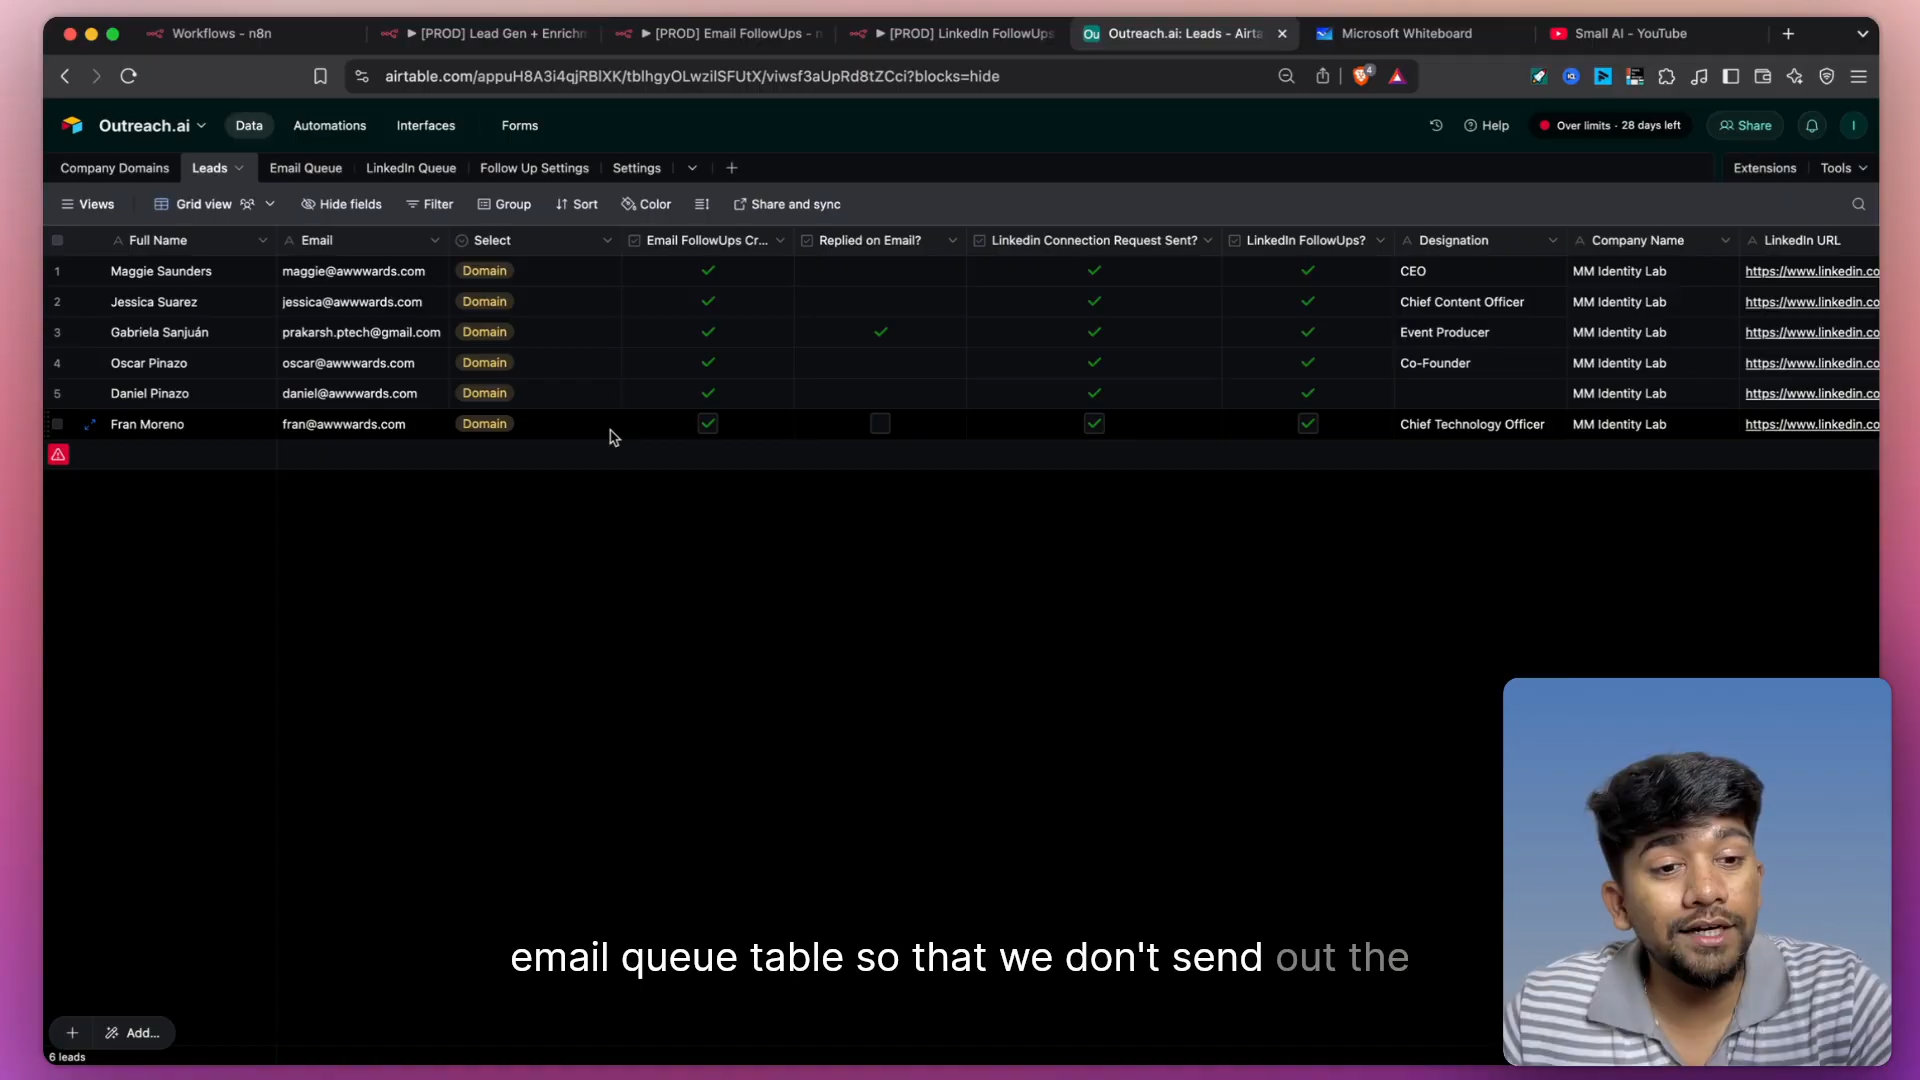 Workflows - n8n
[PROD] Lead Gen + Enrichm
[PROD] Email FollowUps - n
[PROD] LinkedIn FollowUps
Ou Outreach.ai: Leads - Airta
Microsoft Whiteboard
Small AI - YouTube
airtable.com/appuH8A3i4qjRBlXK/tblhgyOLwzilSFUtX/viwsf3aUpRd8tZCci?blocks=hide
4
Outreach.ai
Data
Automations
Interfaces
Forms
Help
Over limits - 28 days left
Share
I
Company Domains
Leads
Email Queue
LinkedIn Queue
Follow Up Settings
Settings
Extensions
Tools
Views
Grid view
Hide fields
Filter
Group
Sort
Color
Share and sync
Full Name Email Select Email FollowUps Cr... Replied on Email? Linkedin Connection Request Sent? LinkedIn FollowUps? Designation Company Name LinkedIn URL
1 Maggie Saunders maggie@awwwards.com Domain CEO MM Identity Lab https://www.linkedin.co
2 Jessica Suarez jessica@awwwards.com Domain Chief Content Officer MM Identity Lab https://www.linkedin.co
3 Gabriela Sanjuán prakarsh.ptech@gmail.com Domain Event Producer MM Identity Lab https://www.linkedin.co
4 Oscar Pinazo oscar@awwwards.com Domain Co-Founder MM Identity Lab https://www.linkedin.co
5 Daniel Pinazo daniel@awwwards.com Domain MM Identity Lab https://www.linkedin.co
Fran Moreno fran@awwwards.com Domain Chief Technology Officer MM Identity Lab https://www.linkedin.co
email queue table so that we don't send out the
Add...
6 leads